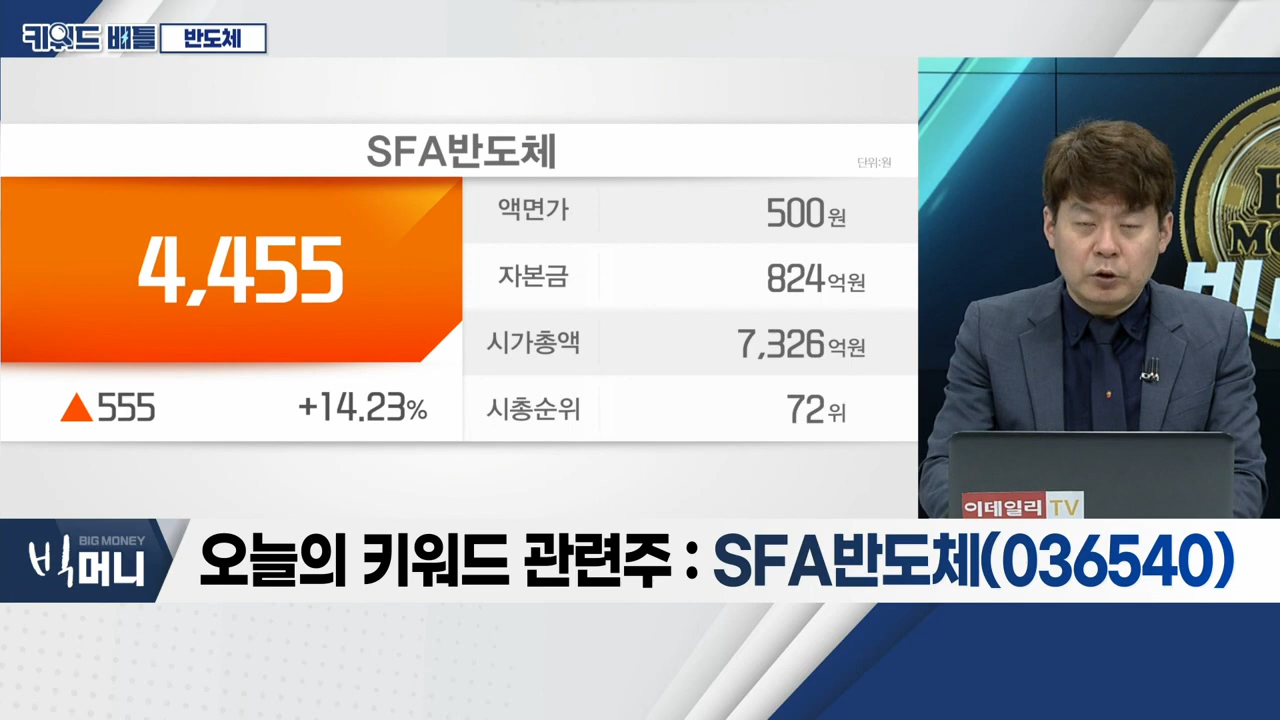 키워드 배틀 반도체
SFA반도체
단위:원
4,455
▲555 +14.23%
액면가 500원
자본금 824억원
시가총액 7,326억원
시총순위 72위
이데일리TV
BIG MONEY
빅머니
오늘의 키워드 관련주 : SFA반도체(036540)